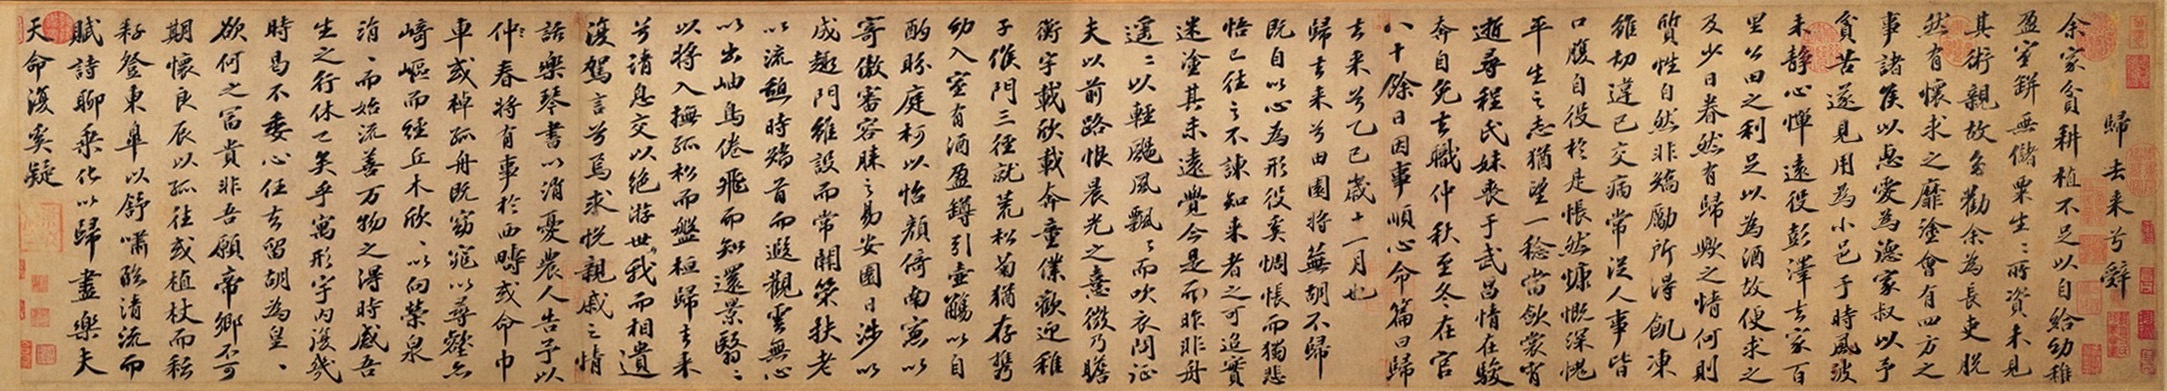 歸去来兮辭
余家貧耕植不足以自給幼稚
盈室缾無儲粟生々所資未見
其術親故多勸余為長吏脱
然有懷求之靡塗會有四方之
事諸侯以惠愛為德家叔以予
貧苦遂見用為小邑于時風波
未静心憚遠役彭澤去家百
里公田之利足以為酒故便求之
及少日眷然有歸歟之情何則
質性自然非矯勵所得飢凍
雖切違己交病常從人事皆
口腹自役於是悵然慷慨深愧
平生之志猶望一稔當斂裳宵
逝尋程氏妹喪于武昌情在駿
奔自免去職仲秋至冬在官
八十餘日因事順心命篇曰歸
去来兮乙巳歲十一月也
歸去来兮田園將蕪胡不歸
既自以心為形役奚惆悵而獨悲
悟已往之不諫知来者之可追實
迷塗其未遠覺今是而昨非舟
遥々以輕颺風飄々而吹衣問征
夫以前路恨晨光之熹微乃瞻
衡宇載欣載奔童僕歡迎稚
子候門三徑就荒松菊猶存攜
幼入室有酒盈罇引壺觴以自
酌眄庭柯以怡顔倚南窓以
寄傲審容膝之易安園日涉以
成趣門雖設而常關策扶老
以流憩時矯首而遐觀雲無心
以出岫鳥倦飛而知還景翳々
以將入撫孤松而盤桓歸去来
兮請息交以絶游世我而相遺
復駕言兮焉求悦親戚之情
話樂琴書以消憂農人告予以
仲春將有事於西疇或命巾
車或棹孤舟既窈窕以尋壑亦
崎嶇而經丘木欣々以向榮泉
涓々而始流善万物之得時感吾
生之行休已矣乎寓形宇内復幾
時曷不委心任去留胡為皇々
欲何之富貴非吾願帝鄉不可
期懷良辰以孤往或植杖而耘
耔登東皋以舒嘯臨清流而
賦詩聊乘化以歸盡樂夫
天命復奚疑